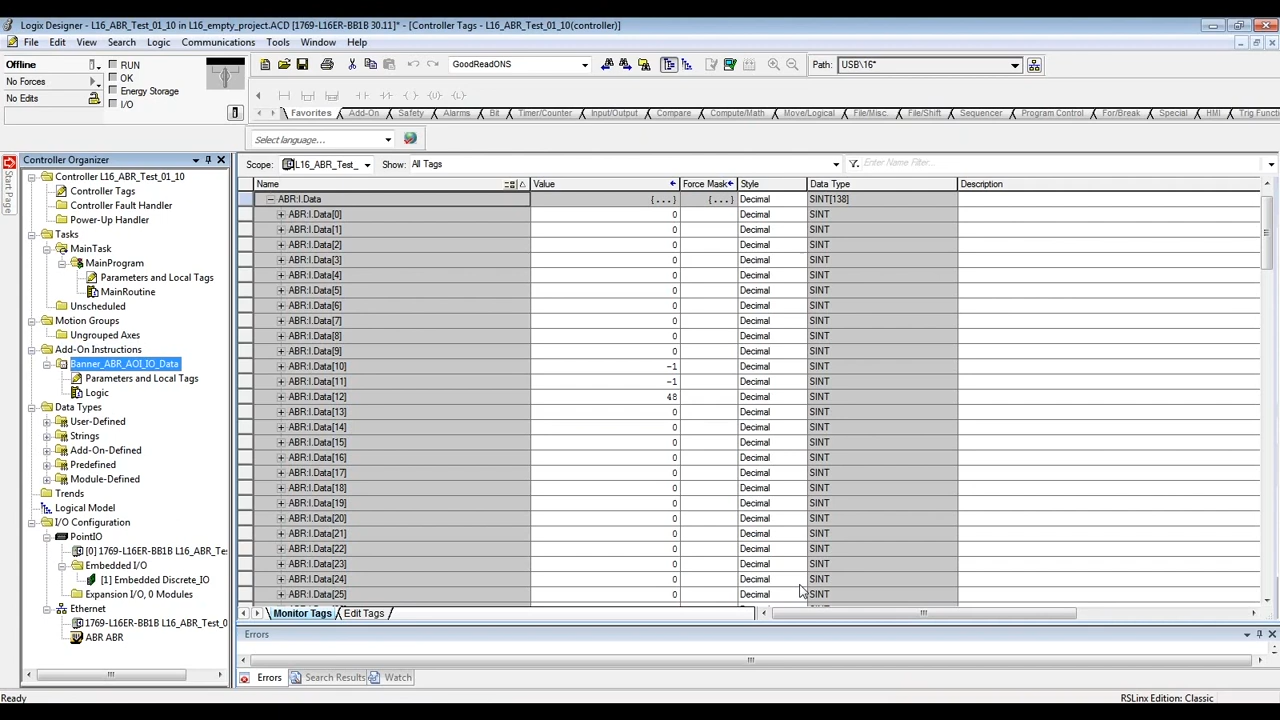 Logix Designer - L16_ABR_Test_01_10 in L16_empty_project.ACD [1769-L16ER-BB1B 30.11]* - [Controller Tags - L16_ABR_Test_01_10(controller)]
File Edit View Search Logic Communications Tools Window Help
Offline RUN
No Forces OK
Energy Storage
No Edits I/O
GoodReadONS
Path: USB\16*
Favorites Add-On Safety Alarms Bit Timer/Counter Input/Output Compare Compute/Math Move/Logical File/Misc. File/Shift Sequencer Program Control For/Break Special HMI Trig Functi
Select language...
Start Page
Controller Organizer
Controller L16_ABR_Test_01_10
Controller Tags
Controller Fault Handler
Power-Up Handler
Tasks
MainTask
MainProgram
Parameters and Local Tags
MainRoutine
Unscheduled
Motion Groups
Ungrouped Axes
Add-On Instructions
Banner_ABR_AOI_IO_Data
Parameters and Local Tags
Logic
Data Types
User-Defined
Strings
Add-On-Defined
Predefined
Module-Defined
Trends
Logical Model
I/O Configuration
PointIO
[0] 1769-L16ER-BB1B L16_ABR_Te:
Embedded I/O
[1] Embedded Discrete_IO
Expansion I/O, 0 Modules
Ethernet
1769-L16ER-BB1B L16_ABR_Test_0
ABR ABR
Scope: L16_ABR_Test_ Show: All Tags Enter Name Filter...
Name Value Force Mask Style Data Type Description
ABR:I.Data {...} {...} Decimal SINT[138]
ABR:I.Data[0] 0 Decimal SINT
ABR:I.Data[1] 0 Decimal SINT
ABR:I.Data[2] 0 Decimal SINT
ABR:I.Data[3] 0 Decimal SINT
ABR:I.Data[4] 0 Decimal SINT
ABR:I.Data[5] 0 Decimal SINT
ABR:I.Data[6] 0 Decimal SINT
ABR:I.Data[7] 0 Decimal SINT
ABR:I.Data[8] 0 Decimal SINT
ABR:I.Data[9] 0 Decimal SINT
ABR:I.Data[10] -1 Decimal SINT
ABR:I.Data[11] -1 Decimal SINT
ABR:I.Data[12] 48 Decimal SINT
ABR:I.Data[13] 0 Decimal SINT
ABR:I.Data[14] 0 Decimal SINT
ABR:I.Data[15] 0 Decimal SINT
ABR:I.Data[16] 0 Decimal SINT
ABR:I.Data[17] 0 Decimal SINT
ABR:I.Data[18] 0 Decimal SINT
ABR:I.Data[19] 0 Decimal SINT
ABR:I.Data[20] 0 Decimal SINT
ABR:I.Data[21] 0 Decimal SINT
ABR:I.Data[22] 0 Decimal SINT
ABR:I.Data[23] 0 Decimal SINT
ABR:I.Data[24] 0 Decimal SINT
ABR:I.Data[25] 0 Decimal SINT
Monitor Tags Edit Tags
Errors
Errors Search Results Watch
Ready RSLinx Edition: Classic